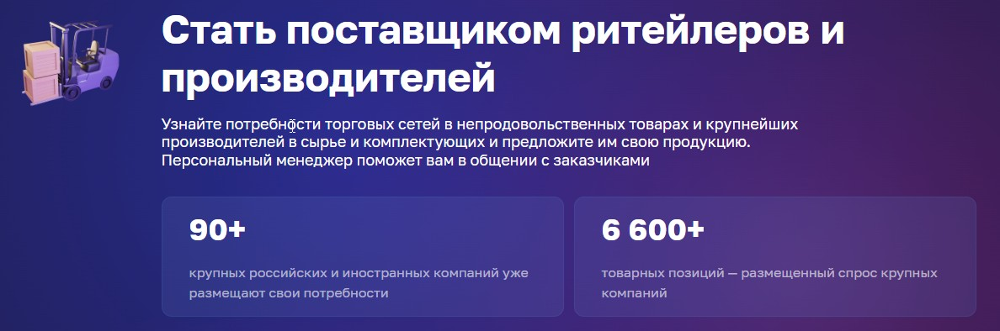 Стать поставщиком ритейлеров и
производителей
Узнайте потребности торговых сетей в непродовольственных товарах и крупнейших
производителей в сырье и комплектующих и предложите им свою продукцию.
Персональный менеджер поможет вам в общении с заказчиками
90+
крупных российских и иностранных компаний уже
размещают свои потребности
6 600+
товарных позиций — размещенный спрос крупных
компаний